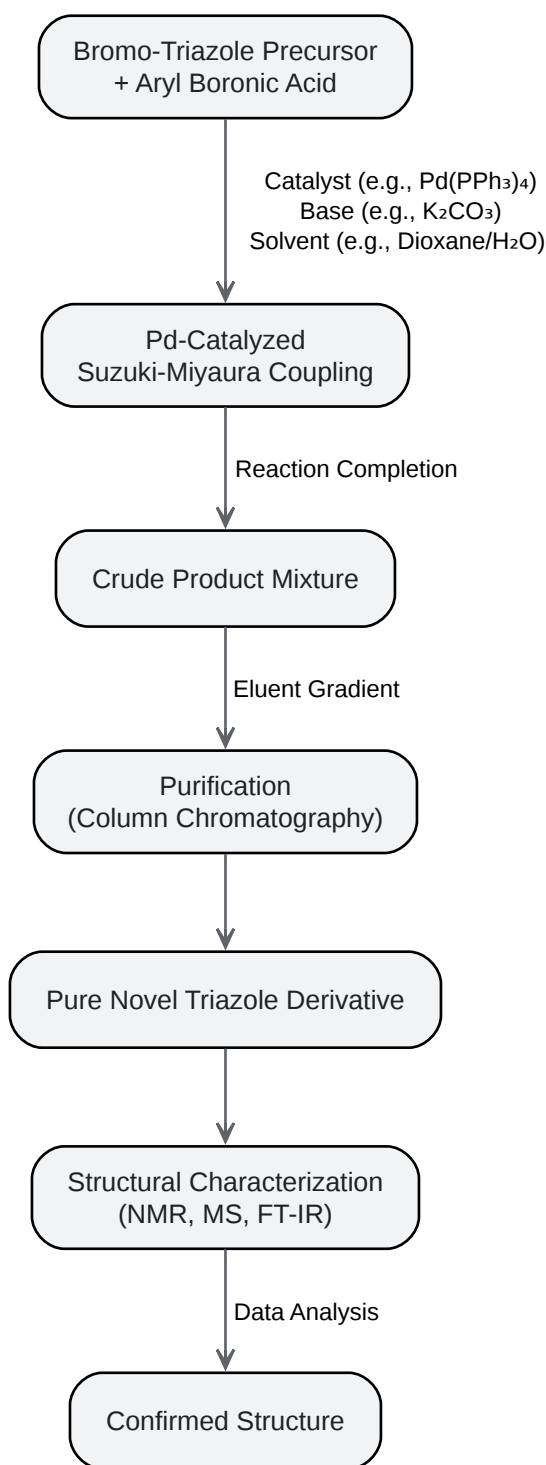 Bromo-Triazole Precursor
+ Aryl Boronic Acid
Catalyst (e.g., Pd(PPh₃)₄)
Base (e.g., K₂CO₃)
Solvent (e.g., Dioxane/H₂O)
Pd-Catalyzed
Suzuki-Miyaura Coupling
Reaction Completion
Crude Product Mixture
Eluent Gradient
Purification
(Column Chromatography)
Pure Novel Triazole Derivative
Structural Characterization
(NMR, MS, FT-IR)
Data Analysis
Confirmed Structure